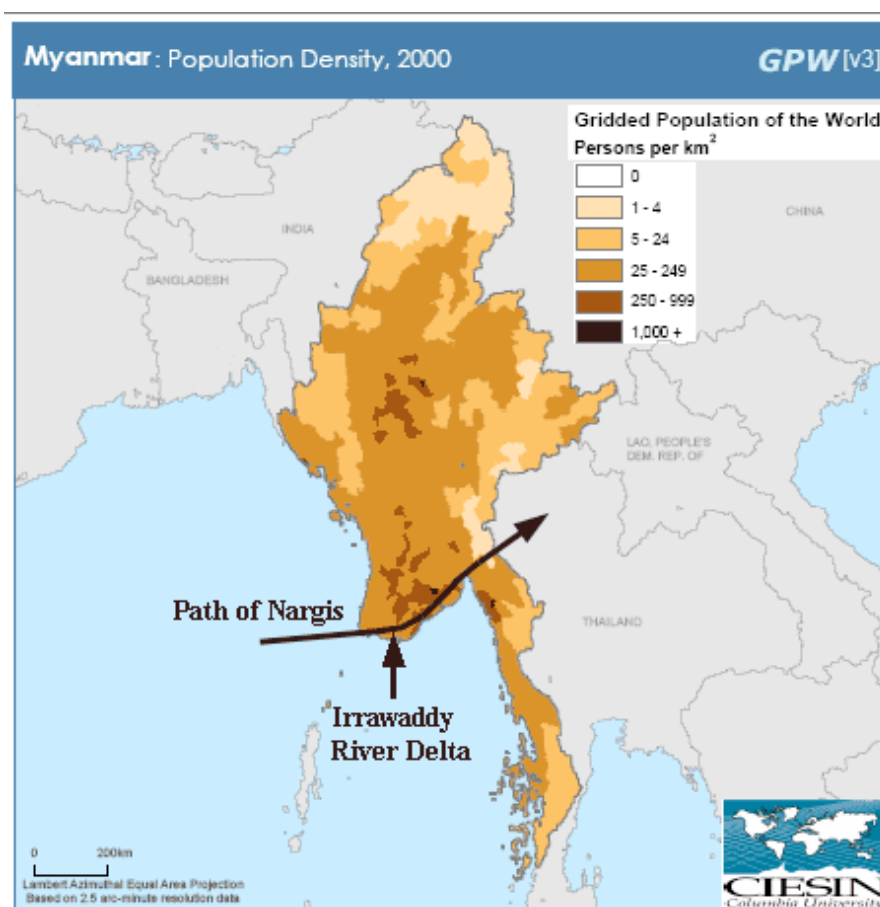 Myanmar: Population Density, 2000
GPW [v3]
Gridded Population of the World
Persons per km²
0
1 - 4
5 - 24
25 - 249
250 - 999
1,000 +
CHINA
INDIA
BANGLADESH
LAO, PEOPLE'S
DEM. REP. OF
Path of Nargis
THAILAND
Irrawaddy
River Delta
0 200km
Lambert Azimuthal Equal Area Projection
Based on 2.5 arc-minute resolution data
CIESIN
Columbia University